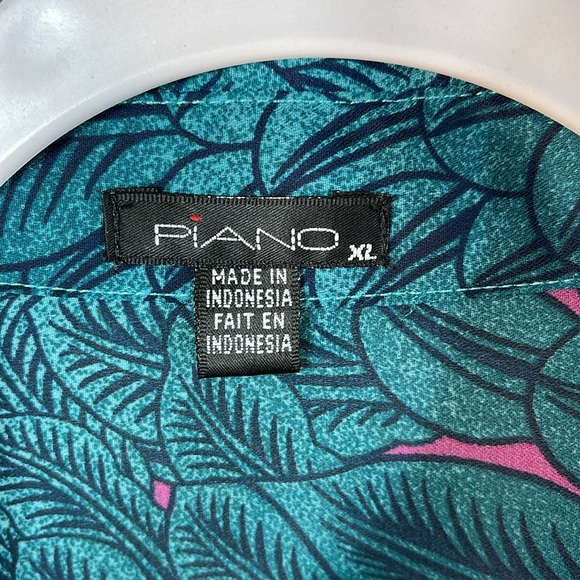 PiANO XL
MADE IN
INDONESIA
FAIT EN
INDONESIA